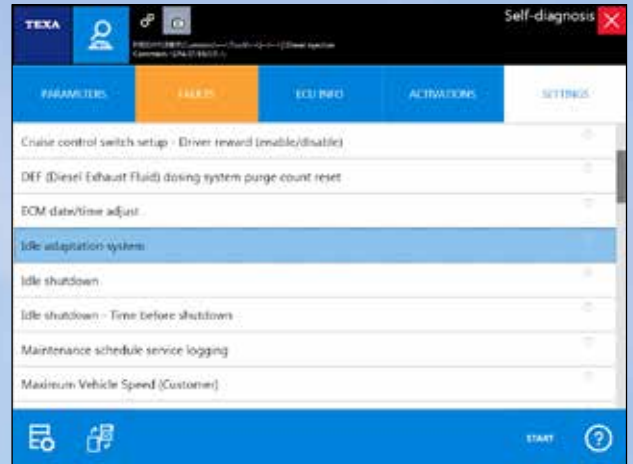 TEXA
Self-diagnosis
PARAMETERS
FAULTS
ECU INFO
ACTIVATIONS
SETTINGS
Cruise control switch setup - Driver reward (enable/disable)
DEF (Diesel Exhaust Fluid) dosing system purge count reset
ECM date/time adjust
Idle adaptation system
Idle shutdown
Idle shutdown - Time before shutdown
Maintenance schedule service logging
Maximum Vehicle Speed (Customer)
START
?